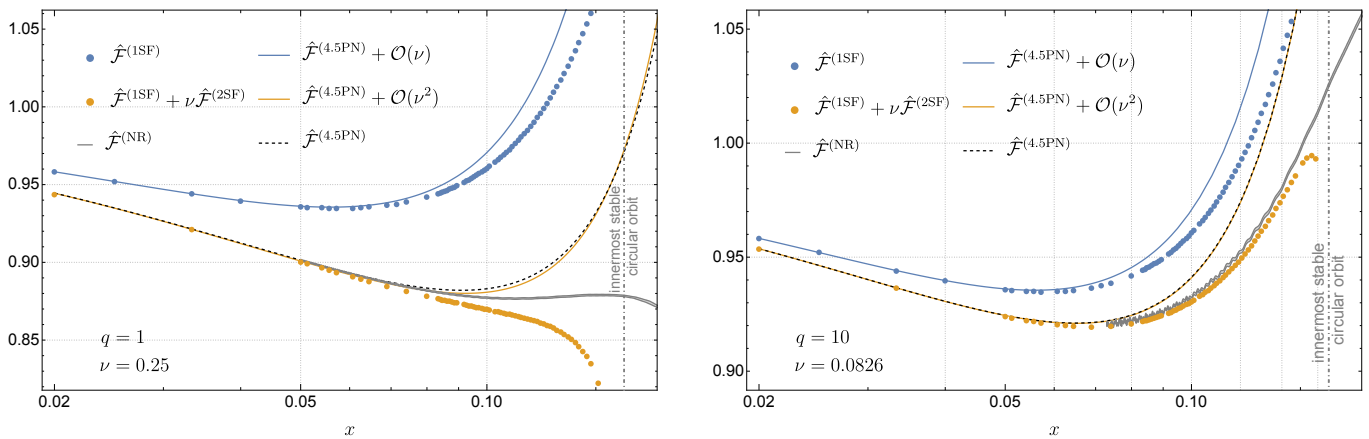 1.05
1.00
0.95
0.90
0.85
0.02
0.05
0.10
x
F̂^(1SF)
F̂^(1SF) + νF̂^(2SF)
F̂^(NR)
F̂^(4.5PN) + O(ν)
F̂^(4.5PN) + O(ν²)
F̂^(4.5PN)
q = 1
ν = 0.25
innermost stable
circular orbit
1.05
1.00
0.95
0.90
0.02
0.05
0.10
x
F̂^(1SF)
F̂^(1SF) + νF̂^(2SF)
F̂^(NR)
F̂^(4.5PN) + O(ν)
F̂^(4.5PN) + O(ν²)
F̂^(4.5PN)
q = 10
ν = 0.0826
innermost stable
circular orbit